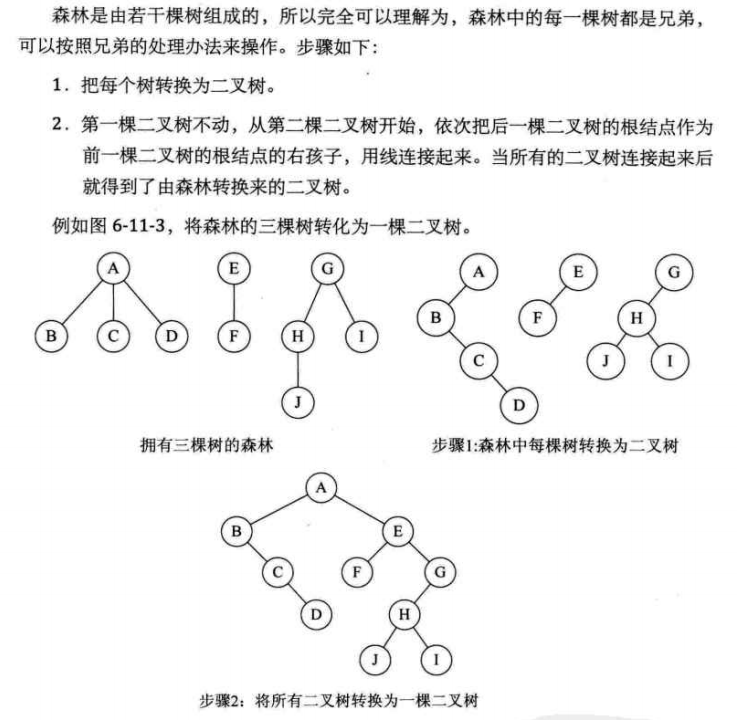 森林是由若干棵树组成的，所以完全可以理解为，森林中的每一棵树都是兄弟，
可以按照兄弟的处理办法来操作。步骤如下：
1．把每个树转换为二叉树。
2．第一棵二叉树不动，从第二棵二叉树开始，依次把后一棵二叉树的根结点作为
前一棵二叉树的根结点的右孩子，用线连接起来。当所有的二叉树连接起来后
就得到了由森林转换来的二叉树。
例如图 6-11-3，将森林的三棵树转化为一棵二叉树。
A E G
B C D F H I
J
拥有三棵树的森林
A E G
B F H
C J I
D
步骤1:森林中每棵树转换为二叉树
A
B E
C F G
D H
J I
步骤2：将所有二叉树转换为一棵二叉树